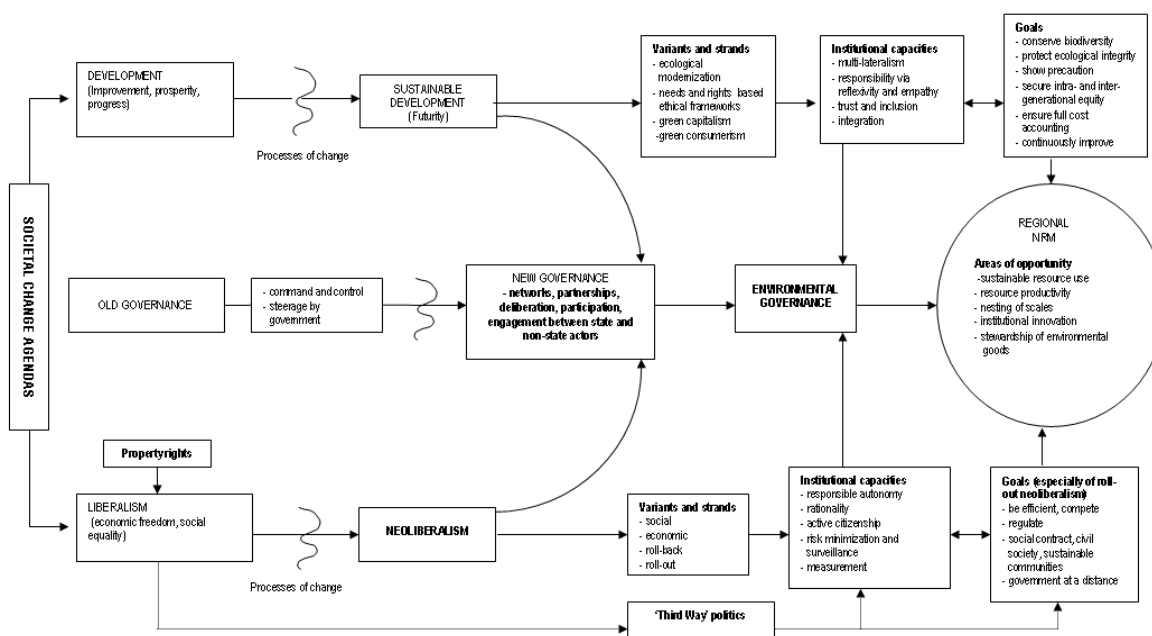 SOCIETAL CHANGE AGENDAS
DEVELOPMENT
(Improvement, prosperity,
progress)
Processes of change
SUSTAINABLE
DEVELOPMENT
(Futurity)
Variants and strands
- ecological
modernization
- needs and rights based
ethical frameworks
- green capitalism
-green consumerism
Institutional capacities
- multi-lateralism
- responsibility via
reflexivity and empathy
- trust and inclusion
- integration
Goals
- conserve biodiversity
- protect ecological integrity
- show precaution
- secure intra- and inter-
generational equity
- ensure full cost
accounting
- continuously improve
OLD GOVERNANCE
- command and control
- steerage by
government
NEW GOVERNANCE
- networks, partnerships,
deliberation, participation,
engagement between state and
non-state actors
ENVIRONMENTAL
GOVERNANCE
REGIONAL
NRM
Areas of opportunity
-sustainable resource use
- resource productivity
- nesting of scales
- institutional innovation
- stewardship of environmental
goods
Property rights
LIBERALISM
(economic freedom, social
equality)
Processes of change
NEOLIBERALISM
Variants and strands
- social
- economic
- roll-back
- roll-out
Institutional capacities
- responsible autonomy
- rationality
- active citizenship
- risk minimization and
surveillance
- measurement
Goals (especially of roll-
out neoliberalism)
- be efficient, compete
- regulate
- social contract, civil
society, sustainable
communities
- government at a distance
'Third Way' politics